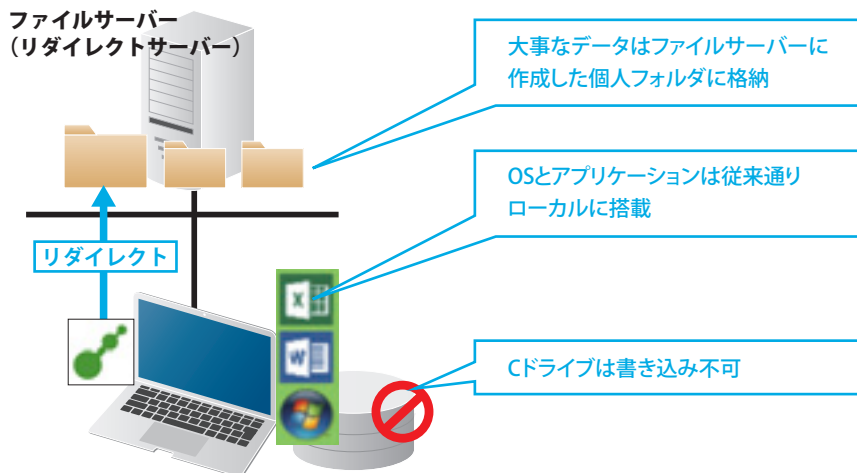 ファイルサーバー
（リダイレクトサーバー）
大事なデータはファイルサーバーに
作成した個人フォルダに格納
OSとアプリケーションは従来通り
ローカルに搭載
リダイレクト
X
W
Cドライブは書き込み不可